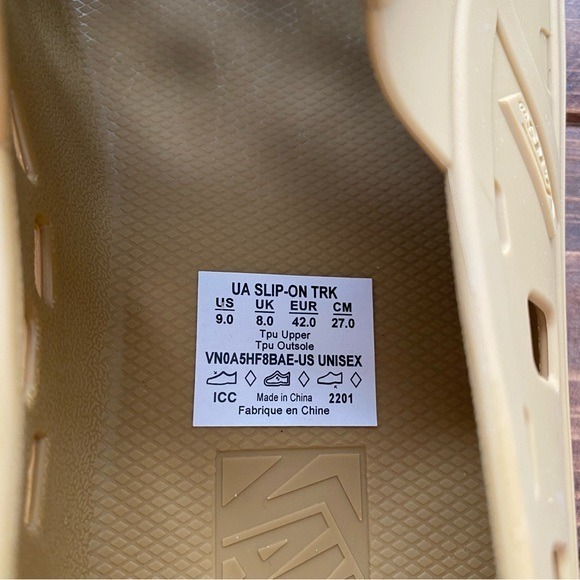 UA SLIP-ON TRK
US UK EUR CM
9.0 8.0 42.0 27.0
Tpu Upper
Tpu Outsole
VN0A5HF8BAE-US UNISEX
ICC Made in China 2201
Fabrique en Chine